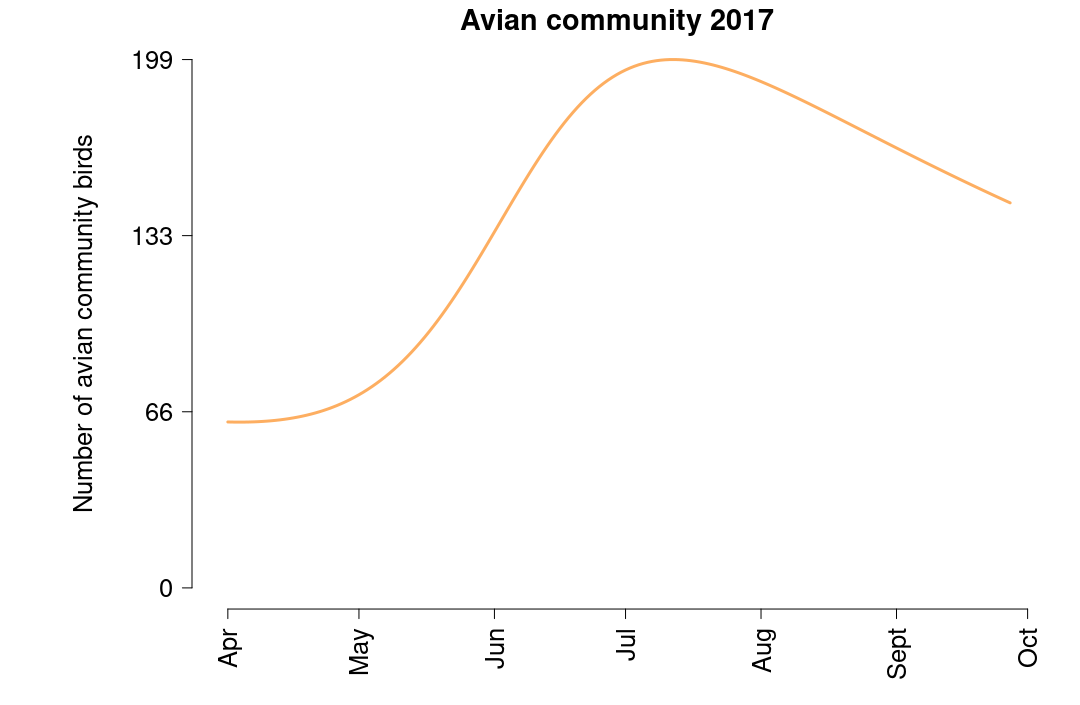 Avian community 2017
Number of avian community birds
199
133
66
0
Apr
May
Jun
Jul
Aug
Sept
Oct